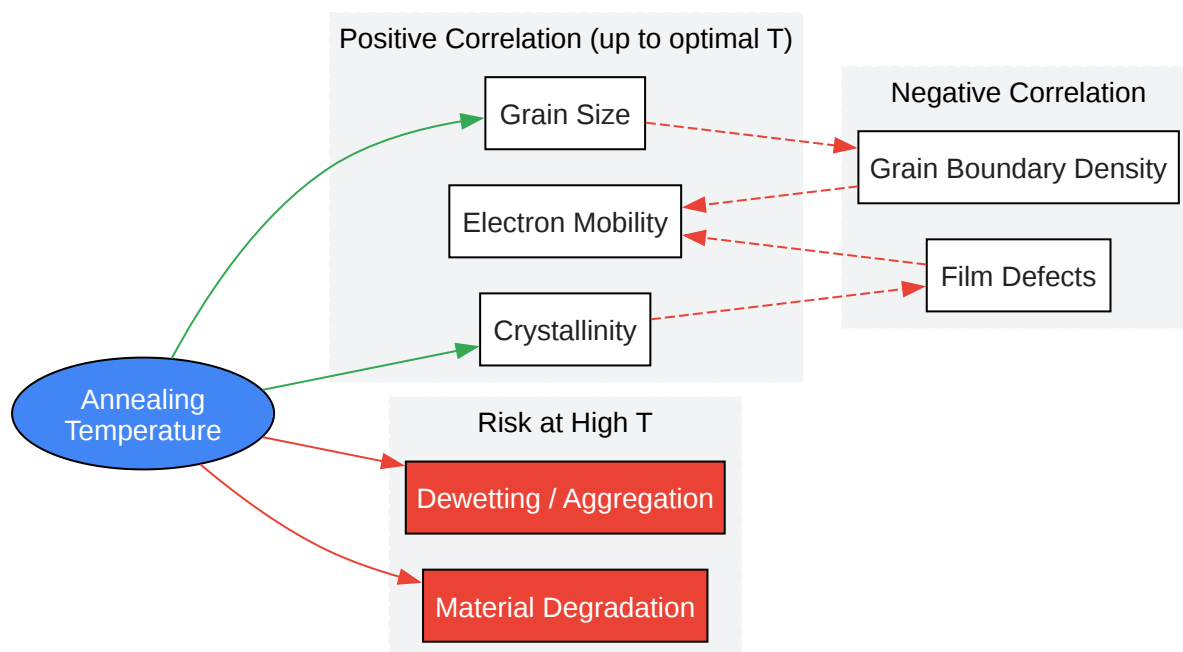 Positive Correlation (up to optimal T)
Grain Size
Electron Mobility
Crystallinity
Negative Correlation
Grain Boundary Density
Film Defects
Annealing
Temperature
Risk at High T
Dewetting / Aggregation
Material Degradation